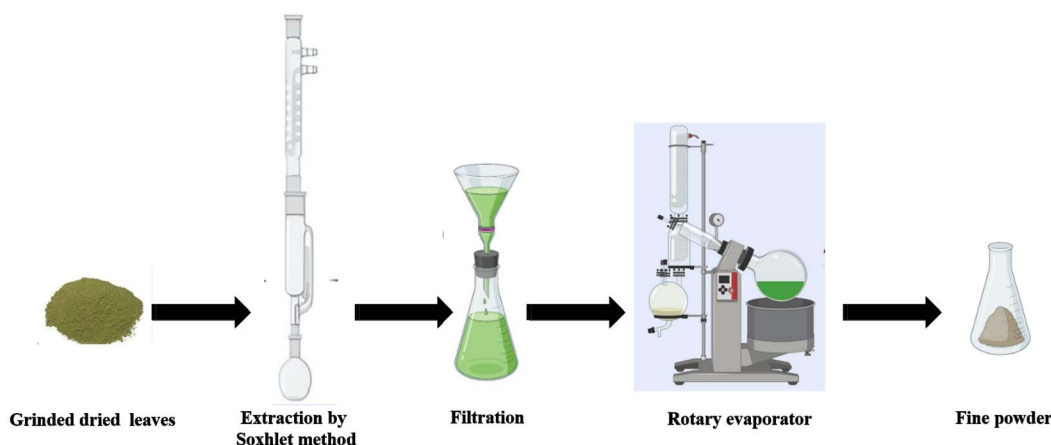 Grinded dried leaves
Extraction by
Soxhlet method
Filtration
Rotary evaporator
Fine powder